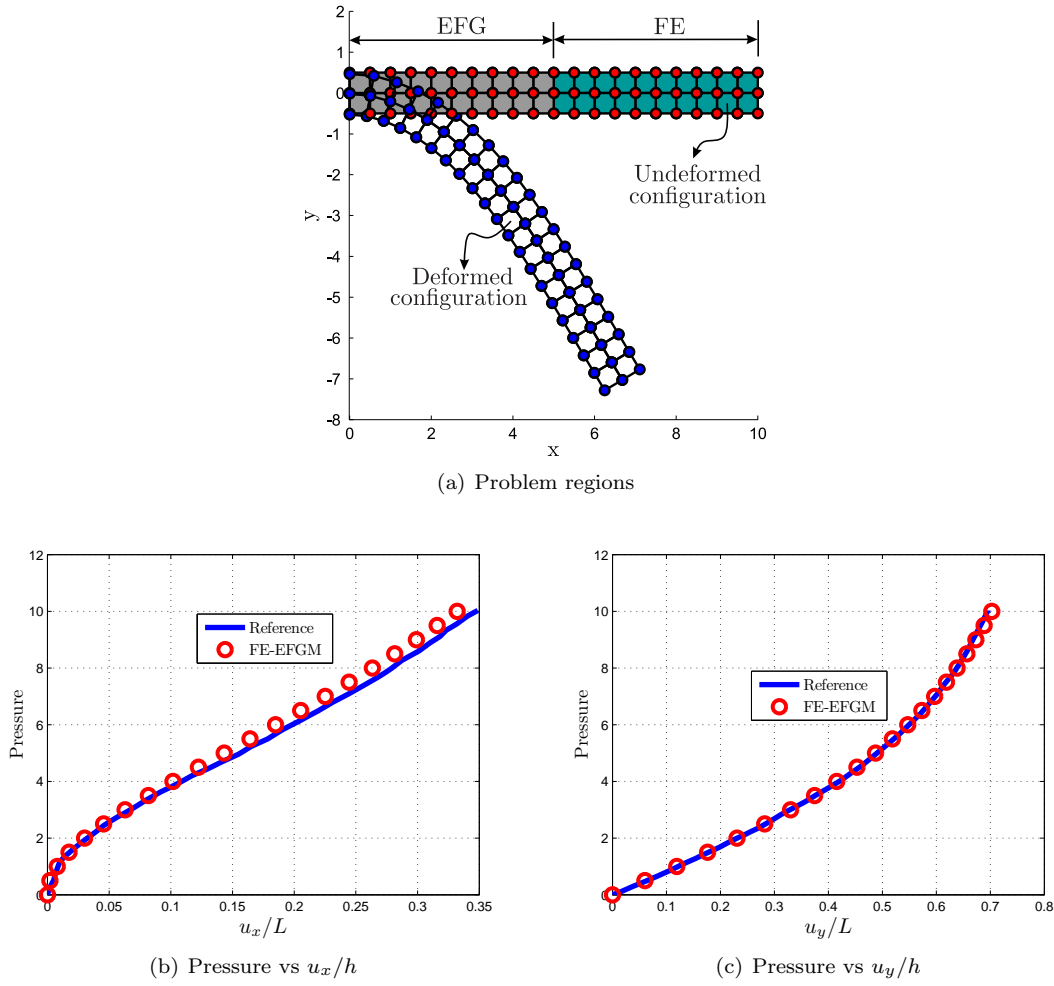 EFG
FE
2
1
0
-1
-2
-3
-4
-5
-6
-7
-8
y
Undeformed
configuration
Deformed
configuration
0 2 4 6 8 10
x
(a) Problem regions
12
10
8
6
4
2
0
Pressure
Reference
FE-EFGM
0 0.05 0.1 0.15 0.2 0.25 0.3 0.35
u_x/L
(b) Pressure vs u_x/h
12
10
8
6
4
2
0
Pressure
Reference
FE-EFGM
0 0.1 0.2 0.3 0.4 0.5 0.6 0.7 0.8
u_y/L
(c) Pressure vs u_y/h